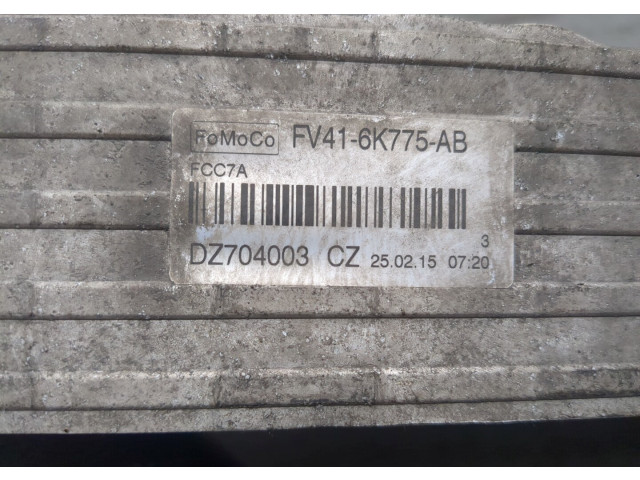 FoMoCo FV41-6K775-AB
FCC7A
3
DZ704003 CZ 25.02.15 07:20